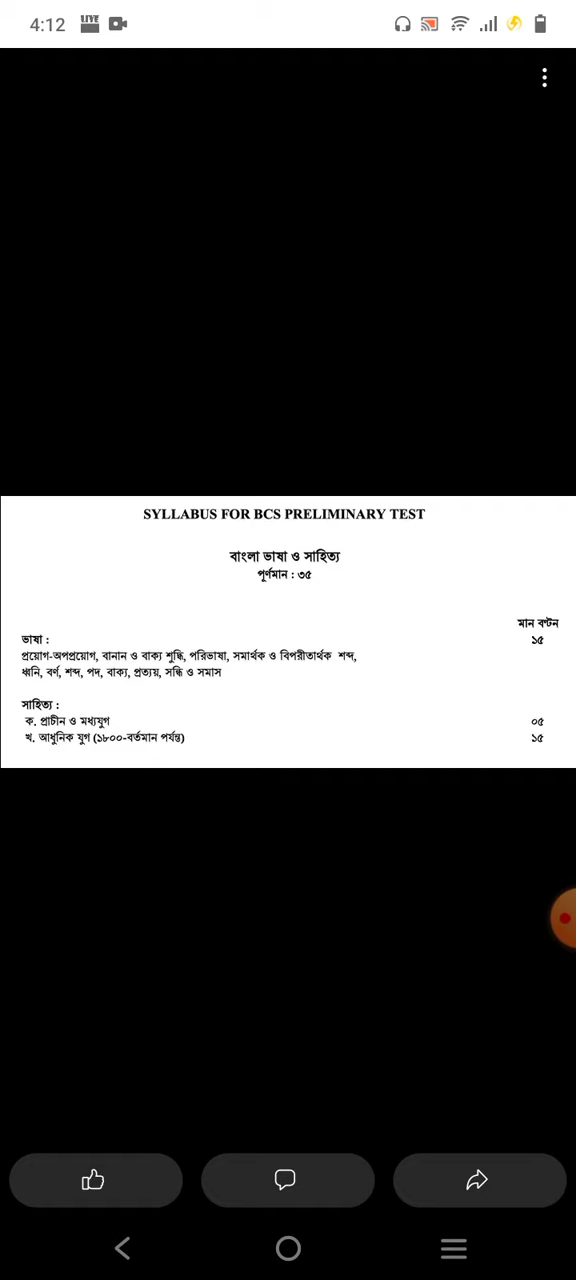 4:12
LIVE
SYLLABUS FOR BCS PRELIMINARY TEST
বাংলা ভাষা ও সাহিত্য
পূর্ণমান : ৩৫
মান বণ্টন
ভাষা : ১৫
প্রয়োগ-অপপ্রয়োগ, বানান ও বাক্য শুদ্ধি, পরিভাষা, সমার্থক ও বিপরীতার্থক শব্দ,
ধ্বনি, বর্ণ, শব্দ, পদ, বাক্য, প্রত্যয়, সন্ধি ও সমাস
সাহিত্য :
ক. প্রাচীন ও মধ্যযুগ ০৫
খ. আধুনিক যুগ (১৮০০-বর্তমান পর্যন্ত) ১৫